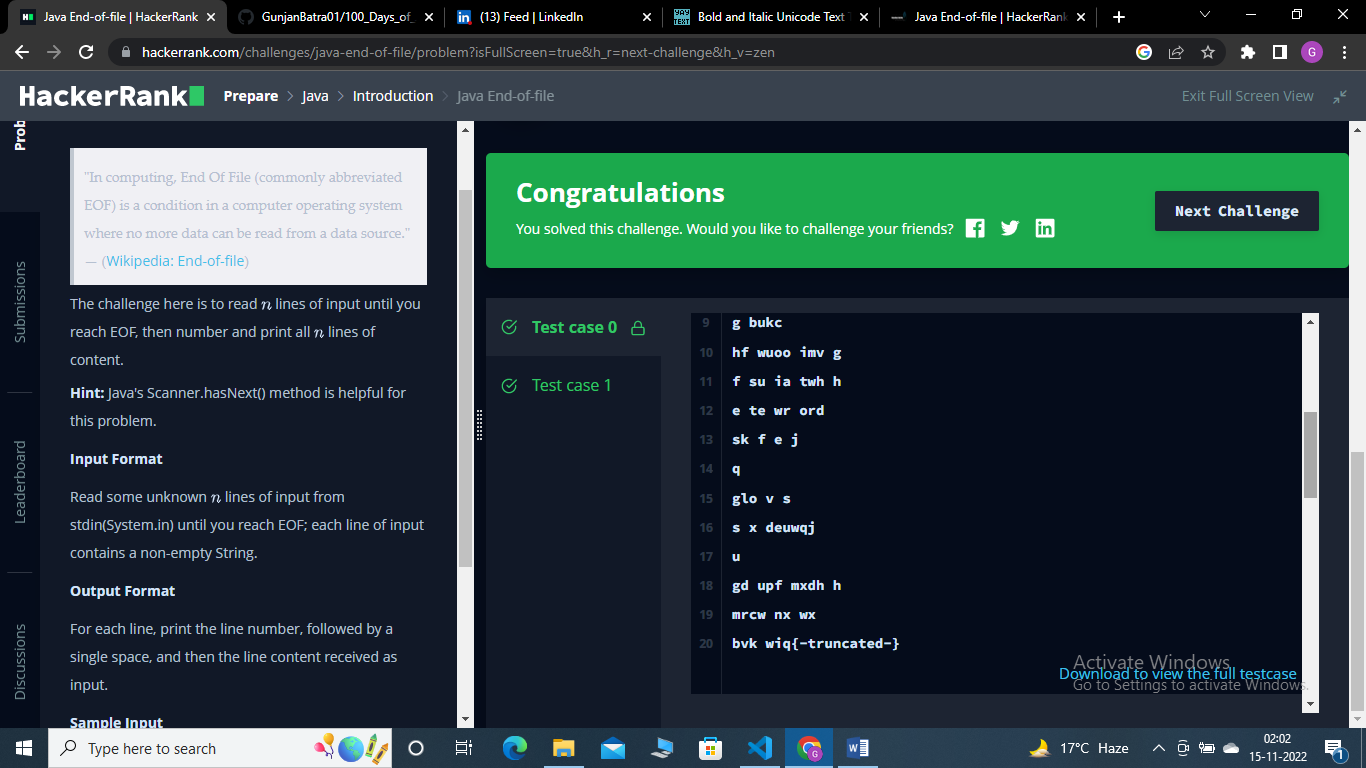 Java End-of-file | HackerRank
GunjanBatra01/100_Days_of_
(13) Feed | LinkedIn
Bold and Italic Unicode Text
Java End-of-file | HackerRank
hackerrank.com/challenges/java-end-of-file/problem?isFullScreen=true&h_r=next-challenge&h_v=zen
G
HackerRank
Prepare > Java > Introduction > Java End-of-file
Exit Full Screen View
Prob
Submissions
Leaderboard
Discussions
"In computing, End Of File (commonly abbreviated
EOF) is a condition in a computer operating system
where no more data can be read from a data source."
— (Wikipedia: End-of-file)
The challenge here is to read n lines of input until you
reach EOF, then number and print all n lines of
content.
Hint: Java's Scanner.hasNext() method is helpful for
this problem.
Input Format
Read some unknown n lines of input from
stdin(System.in) until you reach EOF; each line of input
contains a non-empty String.
Output Format
For each line, print the line number, followed by a
single space, and then the line content received as
input.
Sample Input
Congratulations
You solved this challenge. Would you like to challenge your friends?
Next Challenge
Test case 0
Test case 1
9 g bukc
10 hf wuoo imv g
11 f su ia twh h
12 e te wr ord
13 sk f e j
14 q
15 glo v s
16 s x deuwqj
17 u
18 gd upf mxdh h
19 mrcw nx wx
20 bvk wiq{-truncated-}
Activate Windows
Download to view the full testcase
Go to Settings to activate Windows.
Type here to search
17°C Haze
02:02
15-11-2022
1